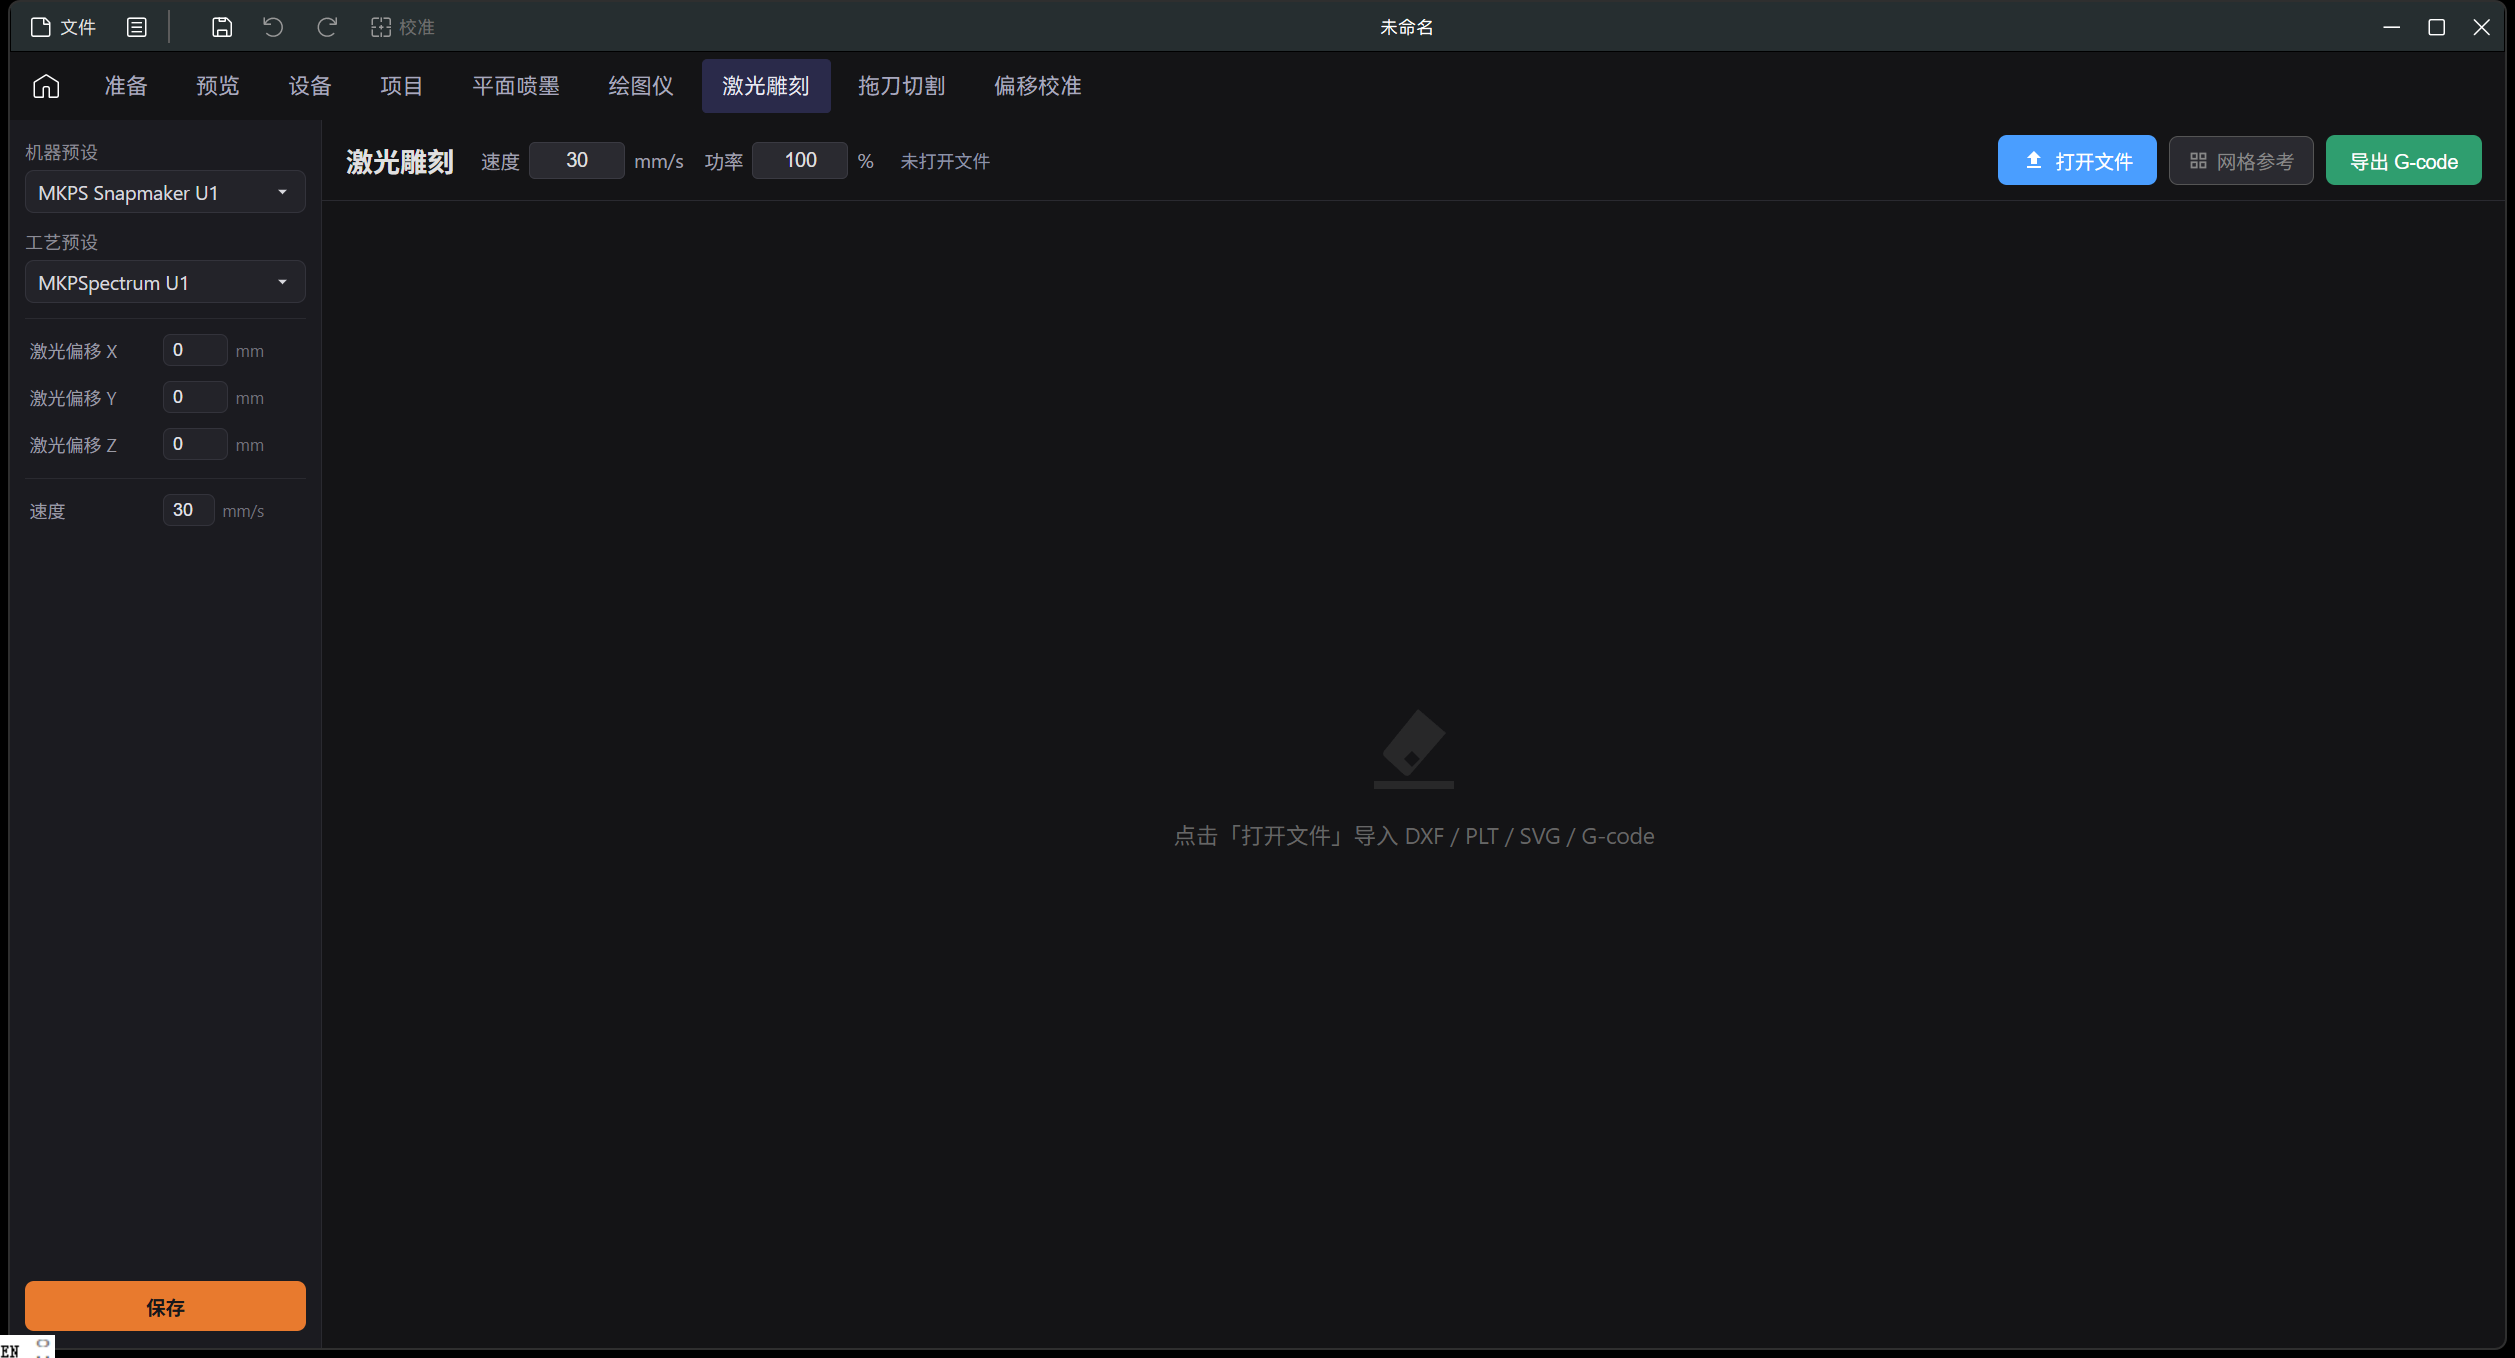 文件
校准
未命名
准备
预览
设备
项目
平面喷墨
绘图仪
激光雕刻
拖刀切割
偏移校准
机器预设
MKPS Snapmaker U1
工艺预设
MKPSpectrum U1
激光偏移 X 0 mm
激光偏移 Y 0 mm
激光偏移 Z 0 mm
速度 30 mm/s
保存
激光雕刻 速度 30 mm/s 功率 100 % 未打开文件
打开文件
网格参考
导出 G-code
点击「打开文件」导入 DXF / PLT / SVG / G-code
EN